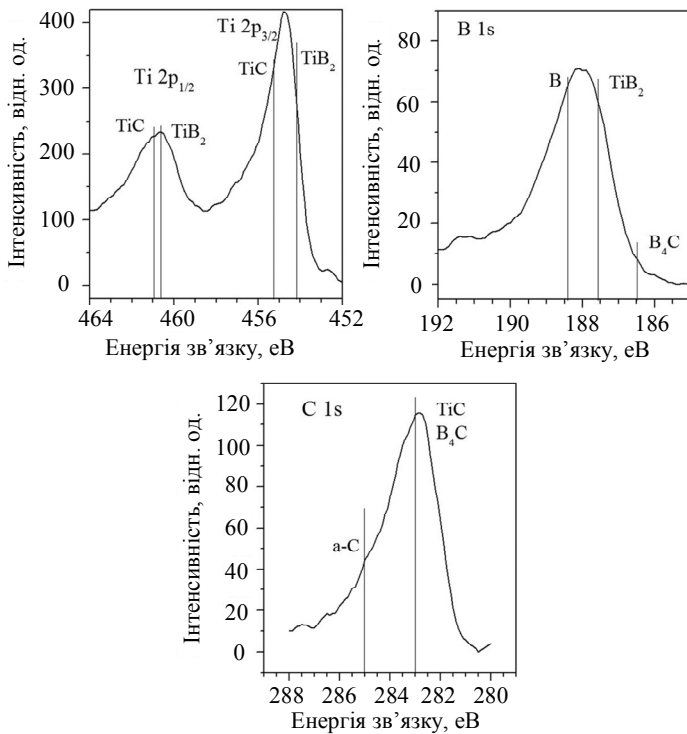 Ti 2p3/2
TiC
TiB2
Ti 2p1/2
TiC
TiB2
400
300
200
100
0
464
460
456
452
Інтенсивність, відн. од.
Енергія зв’язку, еВ
B 1s
B
TiB2
B4C
80
60
40
20
0
192
190
188
186
Інтенсивність, відн. од.
Енергія зв’язку, еВ
C 1s
TiC
B4C
a-C
120
100
80
60
40
20
0
288
286
284
282
280
Інтенсивність, відн. од.
Енергія зв’язку, еВ